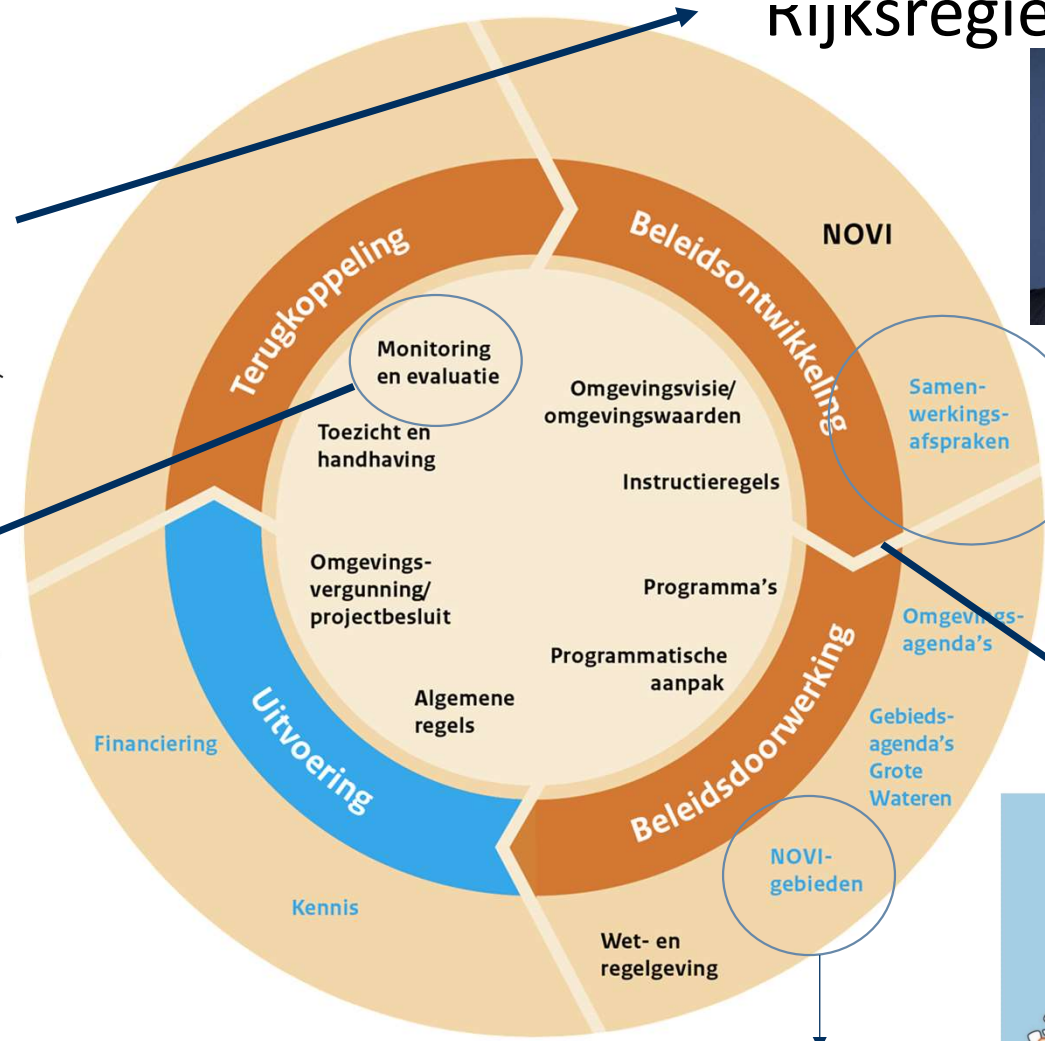 Rijksregie
NOVI
Beleidsontwikkeling
Terugkoppeling
Monitoring
en evaluatie
Omgevingsvisie/
omgevingswaarden
Samen-
werkings-
afspraken
Toezicht en
handhaving
Instructieregels
Omgevings-
vergunning/
projectbesluit
Programma's
Omgevings-
agenda's
Programmatische
aanpak
Algemene
regels
Gebieds-
agenda's
Grote
Wateren
Beleidsdoorwerking
Uitvoering
Financiering
NOVI-
gebieden
Kennis
Wet- en
regelgeving